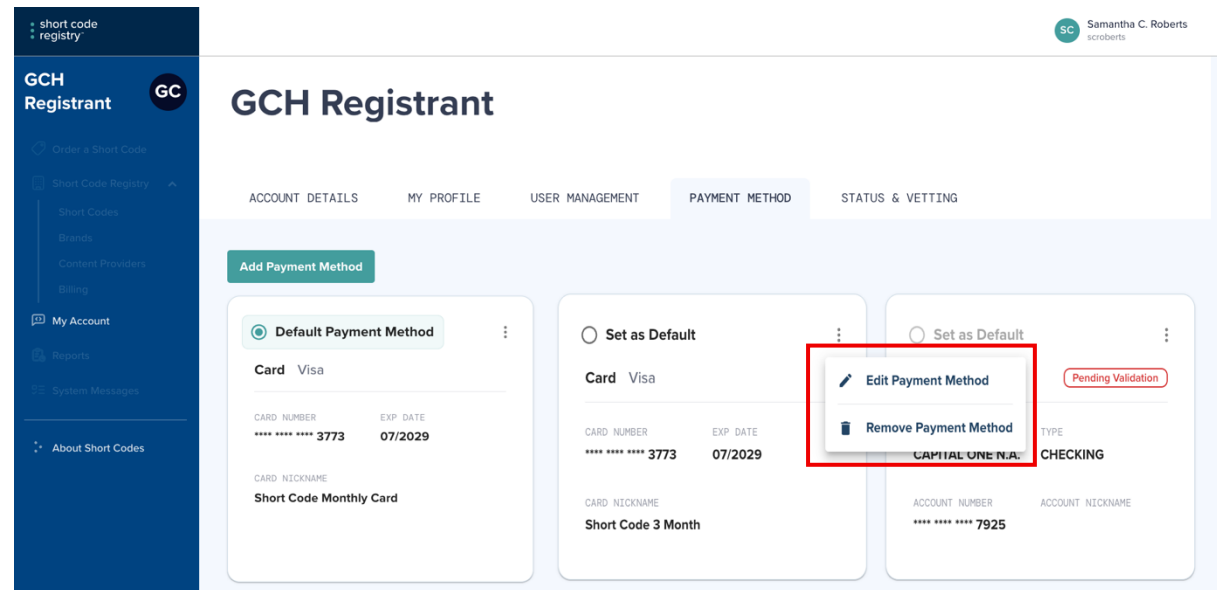 short code
registry
Samantha C. Roberts
SC
scroberts
GCH
Registrant
GC
Order a Short Code
Short Code Registry
Short Codes
Brands
Content Providers
Billing
My Account
Reports
System Messages
About Short Codes
GCH Registrant
ACCOUNT DETAILS MY PROFILE USER MANAGEMENT PAYMENT METHOD STATUS & VETTING
Add Payment Method
Default Payment Method
Card Visa
CARD NUMBER EXP DATE
**** **** **** 3773 07/2029
CARD NICKNAME
Short Code Monthly Card
Set as Default
Card Visa
CARD NUMBER EXP DATE
**** **** **** 3773 07/2029
CARD NICKNAME
Short Code 3 Month
Edit Payment Method
Remove Payment Method
Set as Default
Pending Validation
TYPE
CAPITAL ONE N.A. CHECKING
ACCOUNT NUMBER ACCOUNT NICKNAME
**** **** **** 7925